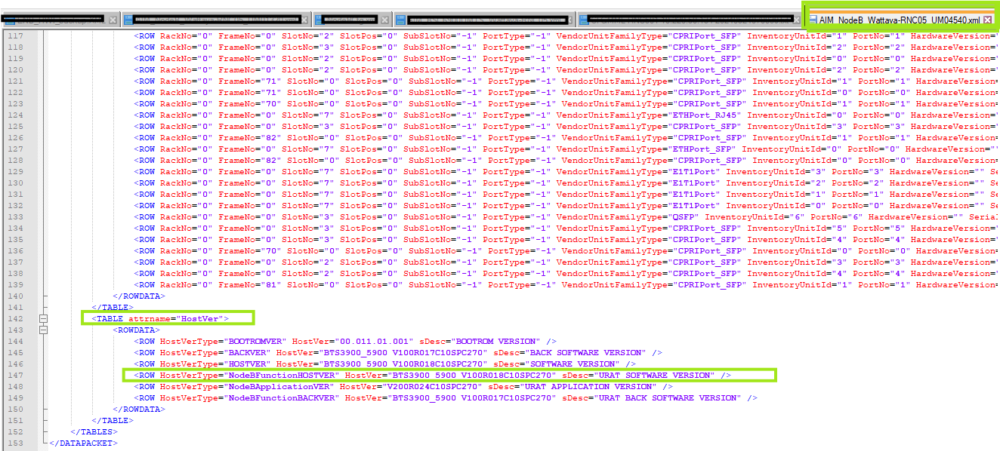 AIM_NodeB_Wattava-RNC05_UM04540.xml
117 <ROW RackNo="0" FrameNo="0" SlotNo="2" SlotPos="0" SubSlotNo="-1" PortType="-1" VendorUnitFamilyType="CPRIPort_SFP" InventoryUnitId="1" PortNo="1" HardwareVersion=
118 <ROW RackNo="0" FrameNo="0" SlotNo="3" SlotPos="0" SubSlotNo="-1" PortType="-1" VendorUnitFamilyType="CPRIPort_SFP" InventoryUnitId="2" PortNo="2" HardwareVersion=
119 <ROW RackNo="0" FrameNo="0" SlotNo="2" SlotPos="0" SubSlotNo="-1" PortType="-1" VendorUnitFamilyType="CPRIPort_SFP" InventoryUnitId="0" PortNo="0" HardwareVersion=
120 <ROW RackNo="0" FrameNo="0" SlotNo="2" SlotPos="0" SubSlotNo="-1" PortType="-1" VendorUnitFamilyType="CPRIPort_SFP" InventoryUnitId="2" PortNo="2" HardwareVersion=
121 <ROW RackNo="0" FrameNo="71" SlotNo="0" SlotPos="0" SubSlotNo="-1" PortType="-1" VendorUnitFamilyType="CPRIPort_SFP" InventoryUnitId="1" PortNo="1" HardwareVersion=
122 <ROW RackNo="0" FrameNo="71" SlotNo="0" SlotPos="0" SubSlotNo="-1" PortType="-1" VendorUnitFamilyType="CPRIPort_SFP" InventoryUnitId="0" PortNo="0" HardwareVersion=
123 <ROW RackNo="0" FrameNo="70" SlotNo="0" SlotPos="0" SubSlotNo="-1" PortType="-1" VendorUnitFamilyType="CPRIPort_SFP" InventoryUnitId="1" PortNo="1" HardwareVersion=
124 <ROW RackNo="0" FrameNo="0" SlotNo="7" SlotPos="0" SubSlotNo="-1" PortType="-1" VendorUnitFamilyType="ETHPort_RJ45" InventoryUnitId="0" PortNo="0" HardwareVersion=
125 <ROW RackNo="0" FrameNo="0" SlotNo="3" SlotPos="0" SubSlotNo="-1" PortType="-1" VendorUnitFamilyType="CPRIPort_SFP" InventoryUnitId="3" PortNo="3" HardwareVersion=
126 <ROW RackNo="0" FrameNo="82" SlotNo="0" SlotPos="0" SubSlotNo="-1" PortType="-1" VendorUnitFamilyType="CPRIPort_SFP" InventoryUnitId="1" PortNo="1" HardwareVersion=
127 <ROW RackNo="0" FrameNo="0" SlotNo="7" SlotPos="0" SubSlotNo="-1" PortType="-1" VendorUnitFamilyType="ETHPort_SFP" InventoryUnitId="0" PortNo="0" HardwareVersion="
128 <ROW RackNo="0" FrameNo="82" SlotNo="0" SlotPos="0" SubSlotNo="-1" PortType="-1" VendorUnitFamilyType="CPRIPort_SFP" InventoryUnitId="0" PortNo="0" HardwareVersion=
129 <ROW RackNo="0" FrameNo="0" SlotNo="7" SlotPos="0" SubSlotNo="-1" PortType="-1" VendorUnitFamilyType="E1T1Port" InventoryUnitId="3" PortNo="3" HardwareVersion="" Se
130 <ROW RackNo="0" FrameNo="0" SlotNo="7" SlotPos="0" SubSlotNo="-1" PortType="-1" VendorUnitFamilyType="E1T1Port" InventoryUnitId="2" PortNo="2" HardwareVersion="" Se
131 <ROW RackNo="0" FrameNo="0" SlotNo="7" SlotPos="0" SubSlotNo="-1" PortType="-1" VendorUnitFamilyType="E1T1Port" InventoryUnitId="1" PortNo="1" HardwareVersion="" Se
132 <ROW RackNo="0" FrameNo="0" SlotNo="7" SlotPos="0" SubSlotNo="-1" PortType="-1" VendorUnitFamilyType="E1T1Port" InventoryUnitId="0" PortNo="0" HardwareVersion="" Se
133 <ROW RackNo="0" FrameNo="0" SlotNo="3" SlotPos="0" SubSlotNo="-1" PortType="-1" VendorUnitFamilyType="QSFP" InventoryUnitId="6" PortNo="6" HardwareVersion="" Serial
134 <ROW RackNo="0" FrameNo="0" SlotNo="3" SlotPos="0" SubSlotNo="-1" PortType="-1" VendorUnitFamilyType="CPRIPort_SFP" InventoryUnitId="5" PortNo="5" HardwareVersion=
135 <ROW RackNo="0" FrameNo="0" SlotNo="3" SlotPos="0" SubSlotNo="-1" PortType="-1" VendorUnitFamilyType="CPRIPort_SFP" InventoryUnitId="4" PortNo="4" HardwareVersion=
136 <ROW RackNo="0" FrameNo="70" SlotNo="0" SlotPos="0" SubSlotNo="-1" PortType="-1" VendorUnitFamilyType="CPRIPort_SFP" InventoryUnitId="0" PortNo="0" HardwareVersion=
137 <ROW RackNo="0" FrameNo="0" SlotNo="2" SlotPos="0" SubSlotNo="-1" PortType="-1" VendorUnitFamilyType="CPRIPort_SFP" InventoryUnitId="3" PortNo="3" HardwareVersion=
138 <ROW RackNo="0" FrameNo="0" SlotNo="2" SlotPos="0" SubSlotNo="-1" PortType="-1" VendorUnitFamilyType="CPRIPort_SFP" InventoryUnitId="4" PortNo="4" HardwareVersion=
139 <ROW RackNo="0" FrameNo="81" SlotNo="0" SlotPos="0" SubSlotNo="-1" PortType="-1" VendorUnitFamilyType="CPRIPort_SFP" InventoryUnitId="1" PortNo="1" HardwareVersion=
140 </ROWDATA>
141 </TABLE>
142 <TABLE attrname="HostVer">
143 <ROWDATA>
144 <ROW HostVerType="BOOTROMVER" HostVer="00.011.01.001" sDesc="BOOTROM VERSION" />
145 <ROW HostVerType="BACKVER" HostVer="BTS3900_5900 V100R017C10SPC270" sDesc="BACK SOFTWARE VERSION" />
146 <ROW HostVerType="HOSTVER" HostVer="BTS3900_5900 V100R018C10SPC270" sDesc="SOFTWARE VERSION" />
147 <ROW HostVerType="NodeBFunctionHOSTVER" HostVer="BTS3900_5900 V100R018C10SPC270" sDesc="URAT SOFTWARE VERSION" />
148 <ROW HostVerType="NodeBApplicationVER" HostVer="V200R024C10SPC270" sDesc="URAT APPLICATION VERSION" />
149 <ROW HostVerType="NodeBFunctionBACKVER" HostVer="BTS3900_5900 V100R017C10SPC270" sDesc="URAT BACK SOFTWARE VERSION" />
150 </ROWDATA>
151 </TABLE>
152 </TABLES>
153 </DATAPACKET>